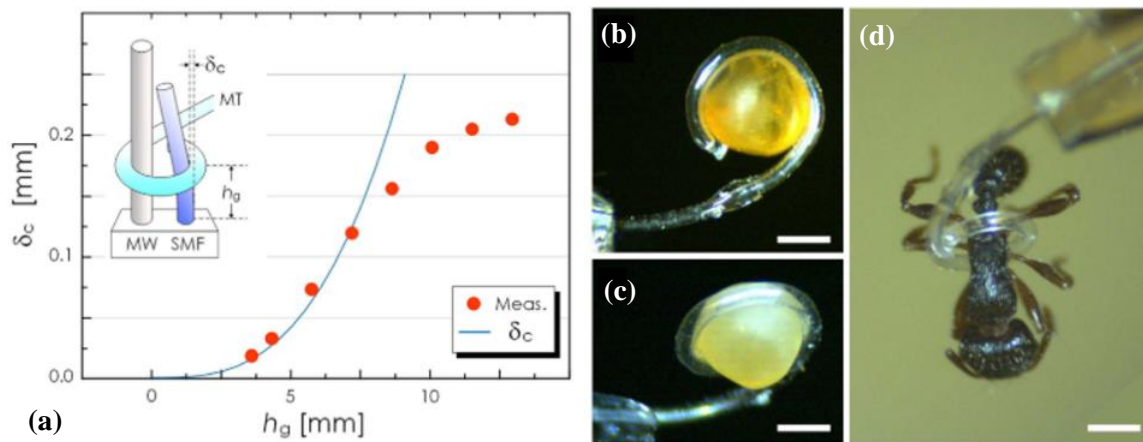 (a)
δc [mm]
0.2
0.1
0.0
0
5
10
hg [mm]
δc
MT
hg
MW
SMF
Meas.
δc
(b)
(c)
(d)